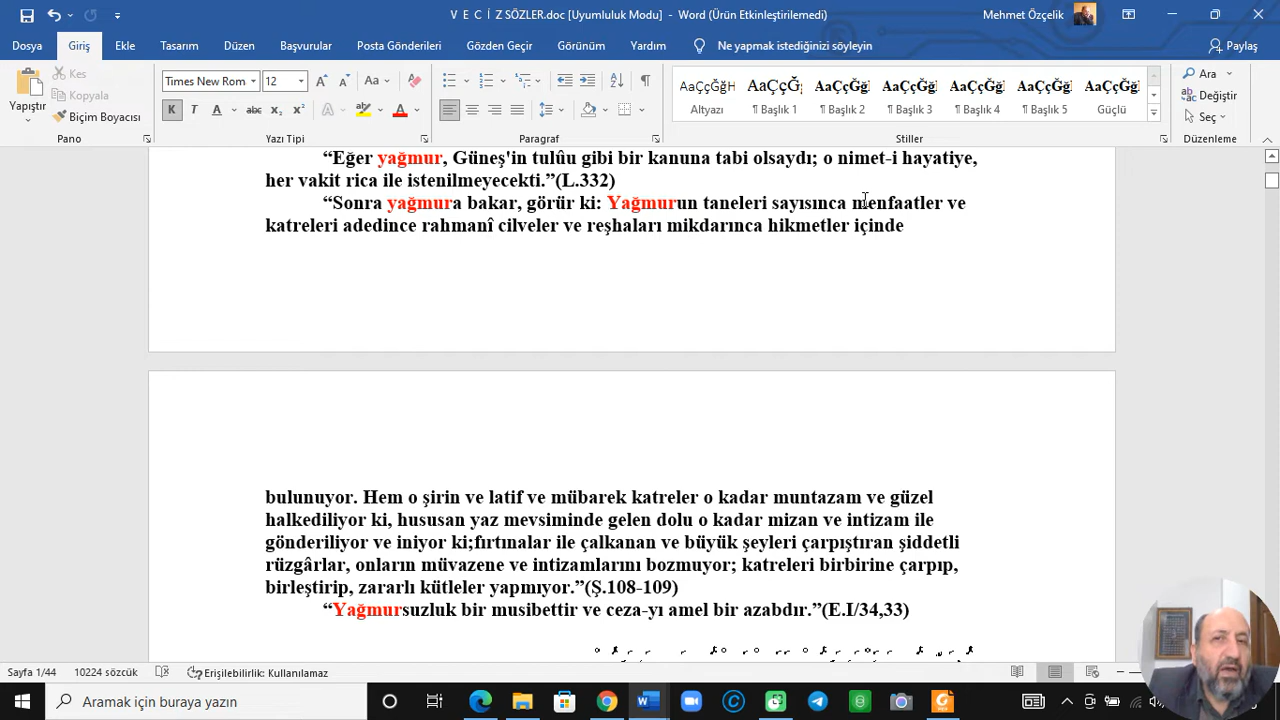 V E C İ Z SÖZLER.doc [Uyumluluk Modu] - Word (Ürün Etkinleştirilemedi)
Mehmet Özçelik
Dosya Giriş Ekle Tasarım Düzen Başvurular Posta Gönderileri Gözden Geçir Görünüm Yardım Ne yapmak istediğinizi söyleyin Paylaş
Yapıştır
Kes
Kopyala
Biçim Boyacısı
Pano
Times New Rom 12
Yazı Tipi
Paragraf
AaÇçĞğH AaÇçĞ AaÇçĞğ AaÇçĞğ AaÇçĞğ AaÇçĞğ AaÇçĞğH
Altyazı ¶ Başlık 1 ¶ Başlık 2 ¶ Başlık 3 ¶ Başlık 4 ¶ Başlık 5 Güçlü
Stiller
Ara
Değiştir
Seç
Düzenleme
“Eğer yağmur, Güneş'in tulûu gibi bir kanuna tabi olsaydı; o nimet-i hayatiye,
her vakit rica ile istenilmeyecekti.”(L.332)
“Sonra yağmura bakar, görür ki: Yağmurun taneleri sayısınca menfaatler ve
katreleri adedince rahmanî cilveler ve reşhaları mikdarınca hikmetler içinde
bulunuyor. Hem o şirin ve latif ve mübarek katreler o kadar muntazam ve güzel
halkediliyor ki, hususan yaz mevsiminde gelen dolu o kadar mizan ve intizam ile
gönderiliyor ve iniyor ki;fırtınalar ile çalkanan ve büyük şeyleri çarpıştıran şiddetli
rüzgârlar, onların müvazene ve intizamlarını bozmuyor; katreleri birbirine çarpıp,
birleştirip, zararlı kütleler yapmıyor.”(Ş.108-109)
“Yağmursuzluk bir musibettir ve ceza-yı amel bir azabdır.”(E.I/34,33)
Sayfa 1/44 10224 sözcük Erişilebilirlik: Kullanılamaz
Aramak için buraya yazın